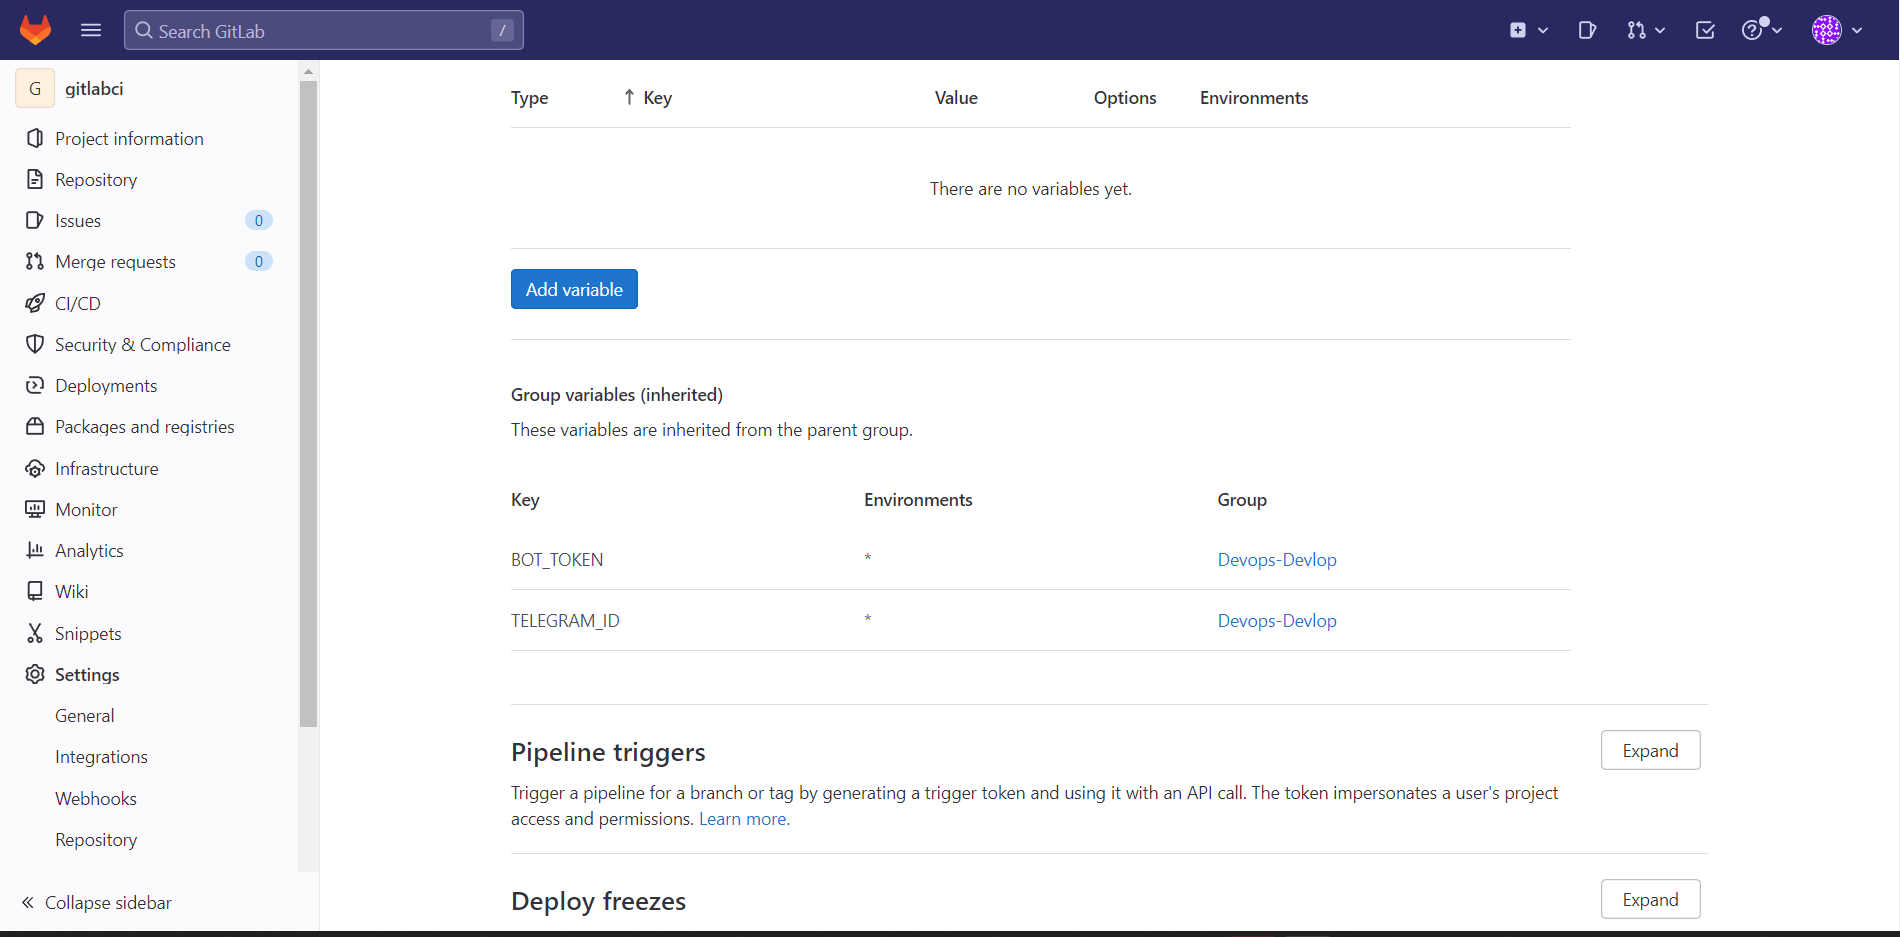 Search GitLab /
G gitlabci
Project information
Repository
Issues 0
Merge requests 0
CI/CD
Security & Compliance
Deployments
Packages and registries
Infrastructure
Monitor
Analytics
Wiki
Snippets
Settings
General
Integrations
Webhooks
Repository
Collapse sidebar
Type ↑ Key Value Options Environments
There are no variables yet.
Add variable
Group variables (inherited)
These variables are inherited from the parent group.
Key Environments Group
BOT_TOKEN * Devops-Devlop
TELEGRAM_ID * Devops-Devlop
Pipeline triggers Expand
Trigger a pipeline for a branch or tag by generating a trigger token and using it with an API call. The token impersonates a user's project
access and permissions. Learn more.
Deploy freezes Expand